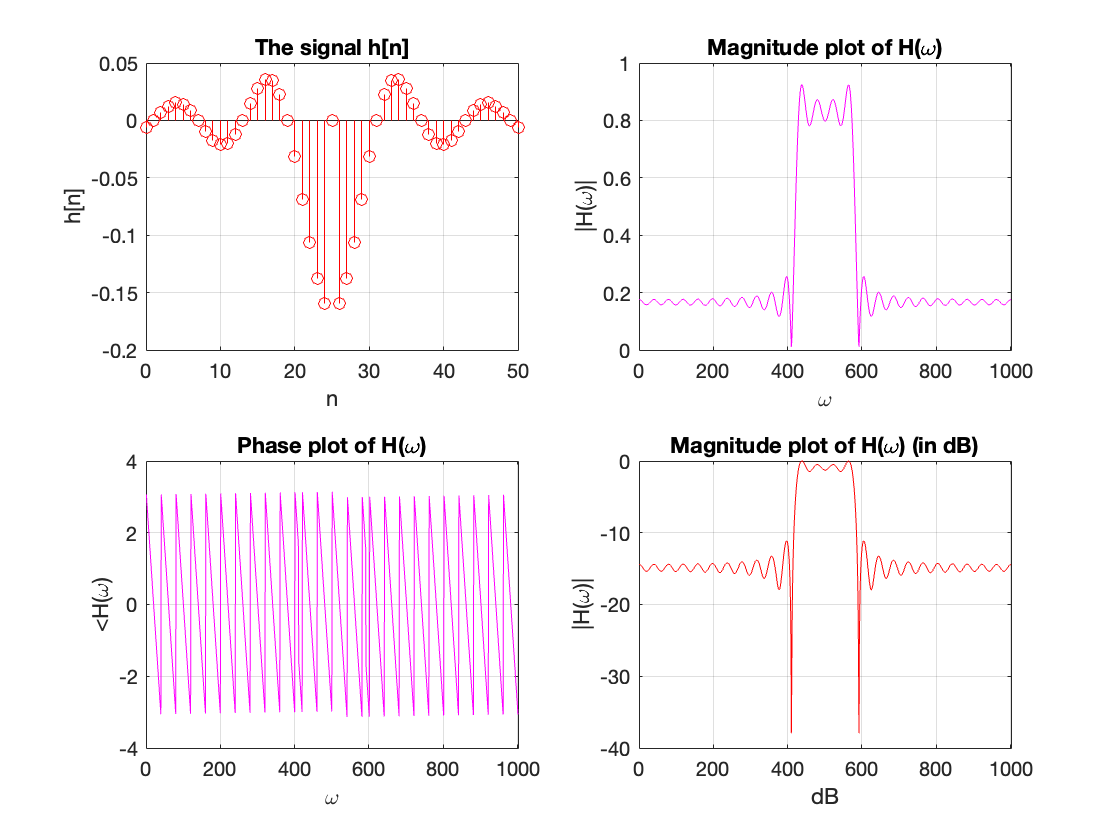 The signal h[n]
0.05
0
-0.05
-0.1
-0.15
-0.2
h[n]
0 10 20 30 40 50
n
Magnitude plot of H(ω)
1
0.8
0.6
0.4
0.2
0
|H(ω)|
0 200 400 600 800 1000
ω
Phase plot of H(ω)
4
2
0
-2
-4
<H(ω)
0 200 400 600 800 1000
ω
Magnitude plot of H(ω) (in dB)
0
-10
-20
-30
-40
|H(ω)|
0 200 400 600 800 1000
dB